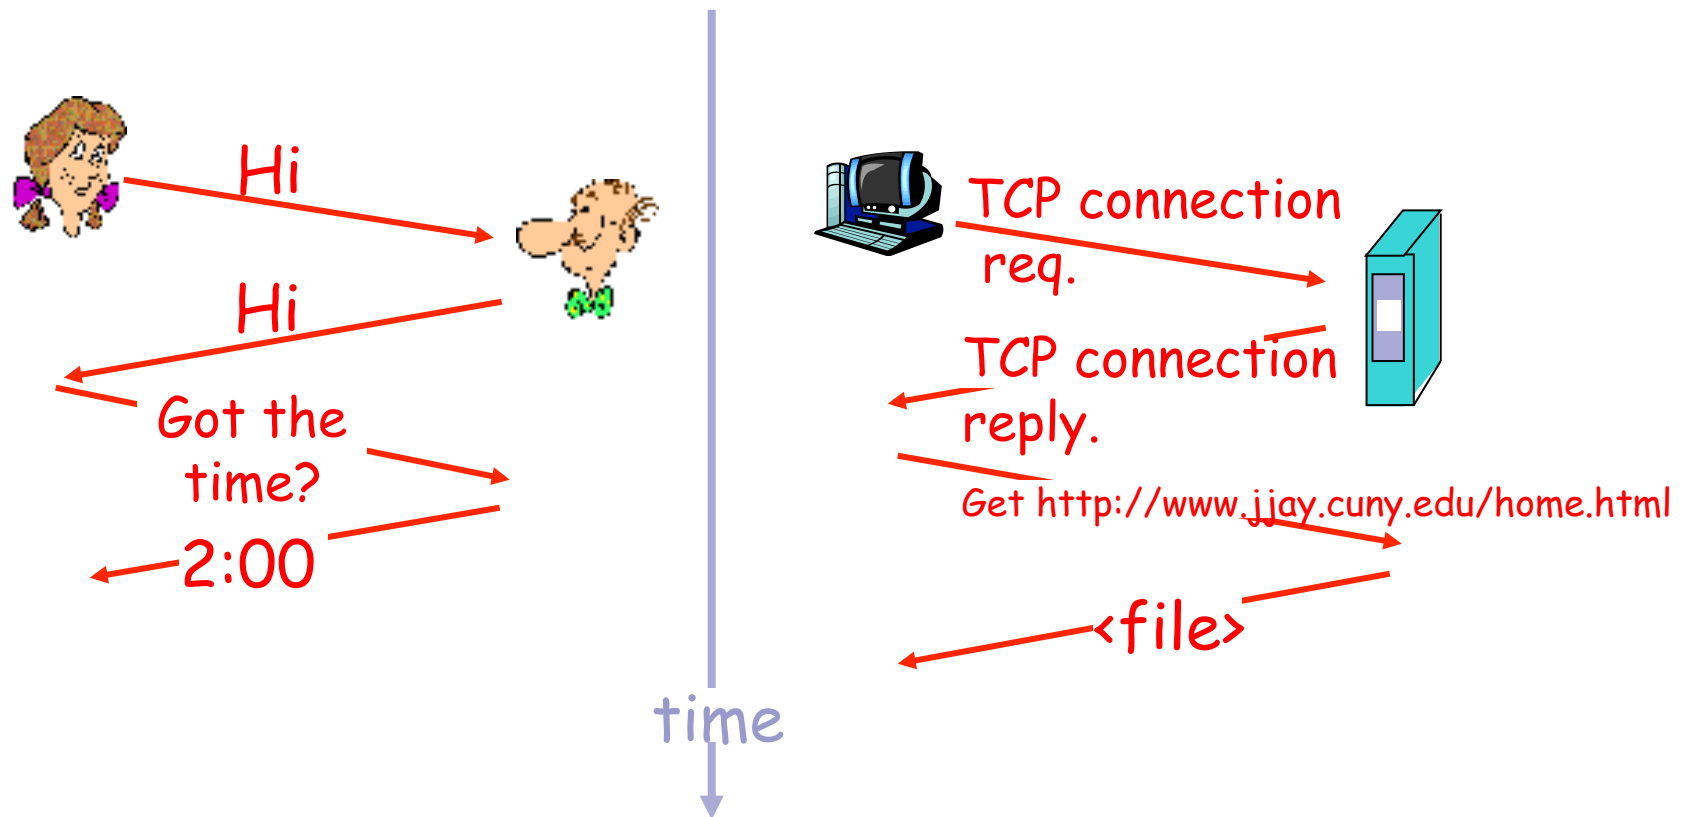 Hi
Hi
Got the
time?
2:00
TCP connection
req.
TCP connection
reply.
Get http://www.jjay.cuny.edu/home.html
<file>
time